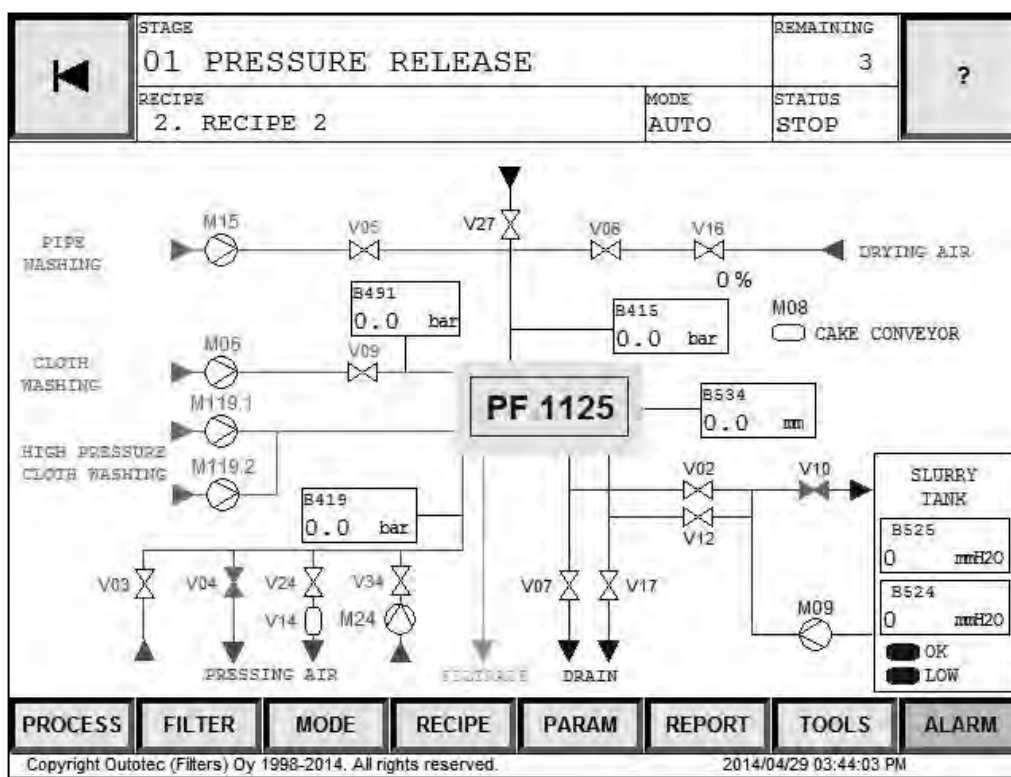 STAGE
01 PRESSURE RELEASE
REMAINING
3
?
RECIPE
2. RECIPE 2
MODE
AUTO
STATUS
STOP
M15
V05
V27
V08
V16
PIPE
WASHING
DRYING AIR
0%
B491
0.0 bar
B415
0.0 bar
M08
CAKE CONVEYOR
M06
V09
CLOTH
WASHING
PF 1125
B534
0.0 mm
M119.1
HIGH PRESSURE
CLOTH WASHING
M119.2
B419
0.0 bar
V02
V10
V12
SLURRY
TANK
B525
0 mmH2O
V03
V04
V24
V34
V07
V17
V14
M24
M09
B524
0 mmH2O
OK
LOW
PRESSING AIR
FILTRATE
DRAIN
PROCESS
FILTER
MODE
RECIPE
PARAM
REPORT
TOOLS
ALARM
Copyright Outotec (Filters) Oy 1998-2014. All rights reserved.
2014/04/29 03:44:03 PM